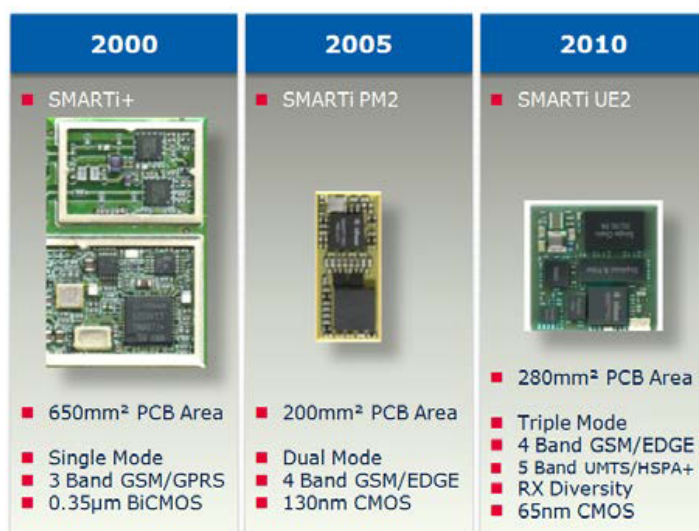 2000
SMARTi+
650mm² PCB Area
Single Mode
3 Band GSM/GPRS
0.35µm BiCMOS
2005
SMARTi PM2
200mm² PCB Area
Dual Mode
4 Band GSM/EDGE
130nm CMOS
2010
SMARTi UE2
280mm² PCB Area
Triple Mode
4 Band GSM/EDGE
5 Band UMTS/HSPA+
RX Diversity
65nm CMOS